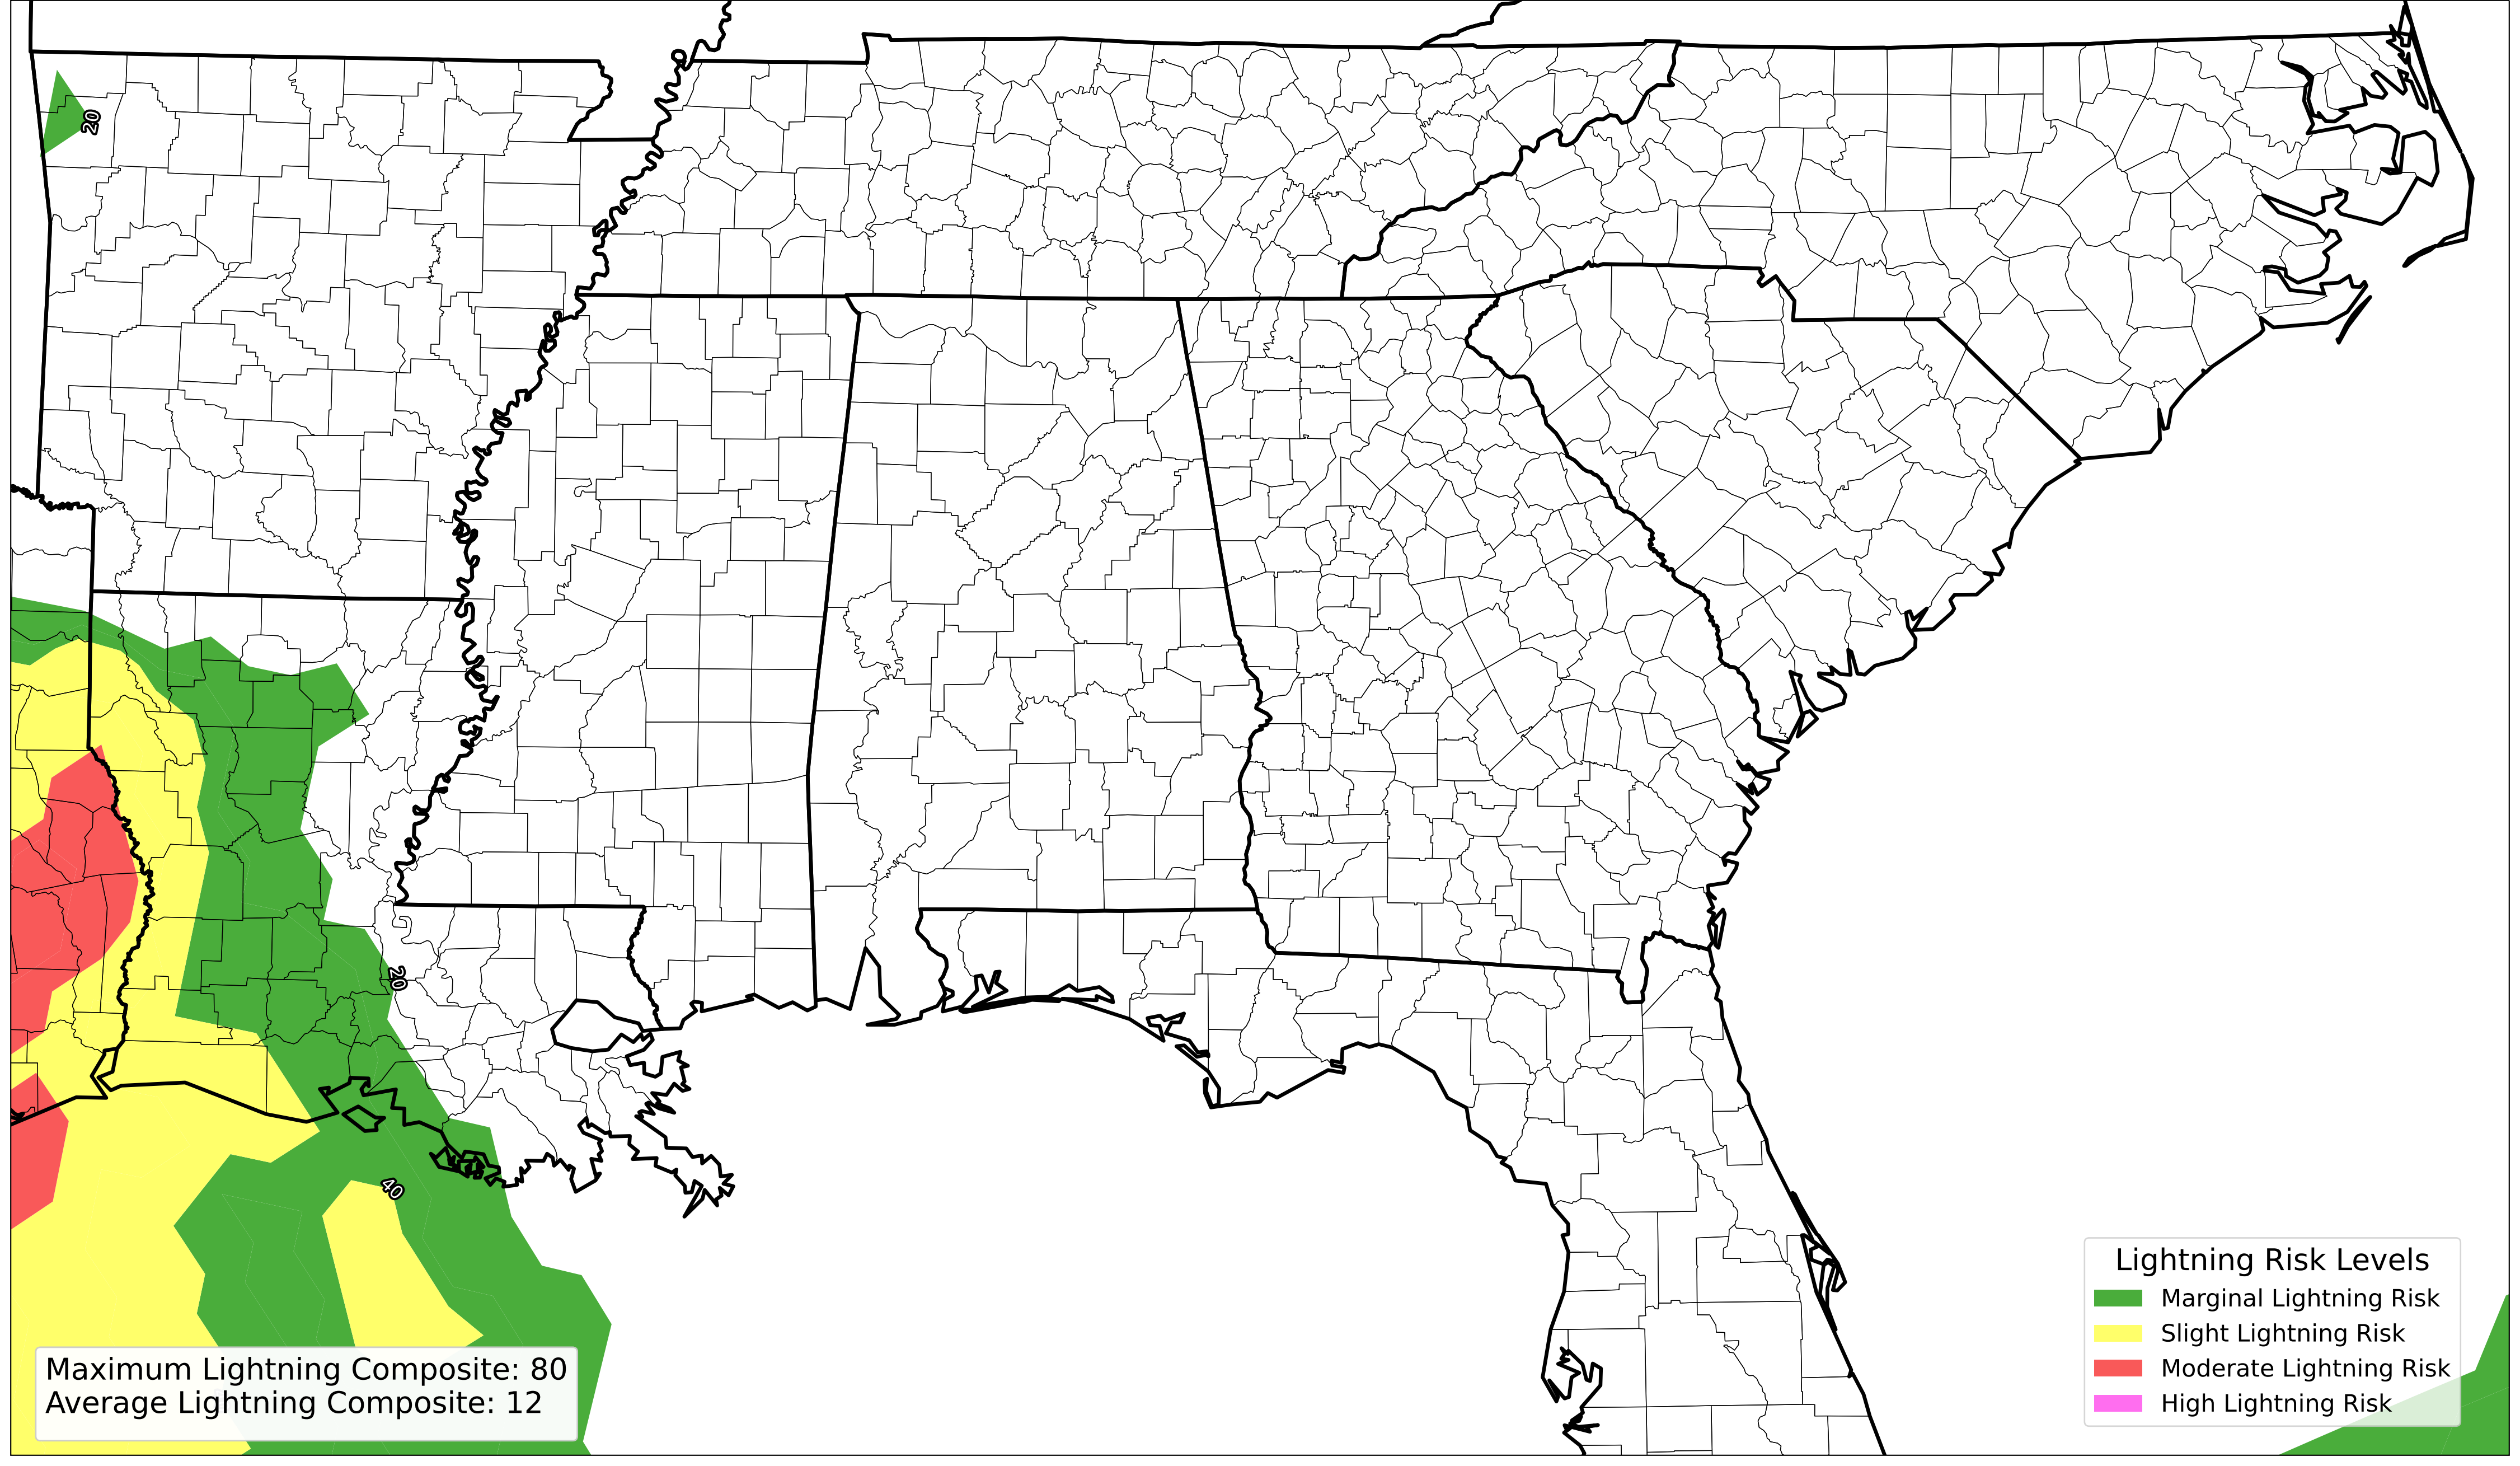 20
20
40
Lightning Risk Levels
Marginal Lightning Risk
Slight Lightning Risk
Moderate Lightning Risk
High Lightning Risk
Maximum Lightning Composite: 80
Average Lightning Composite: 12